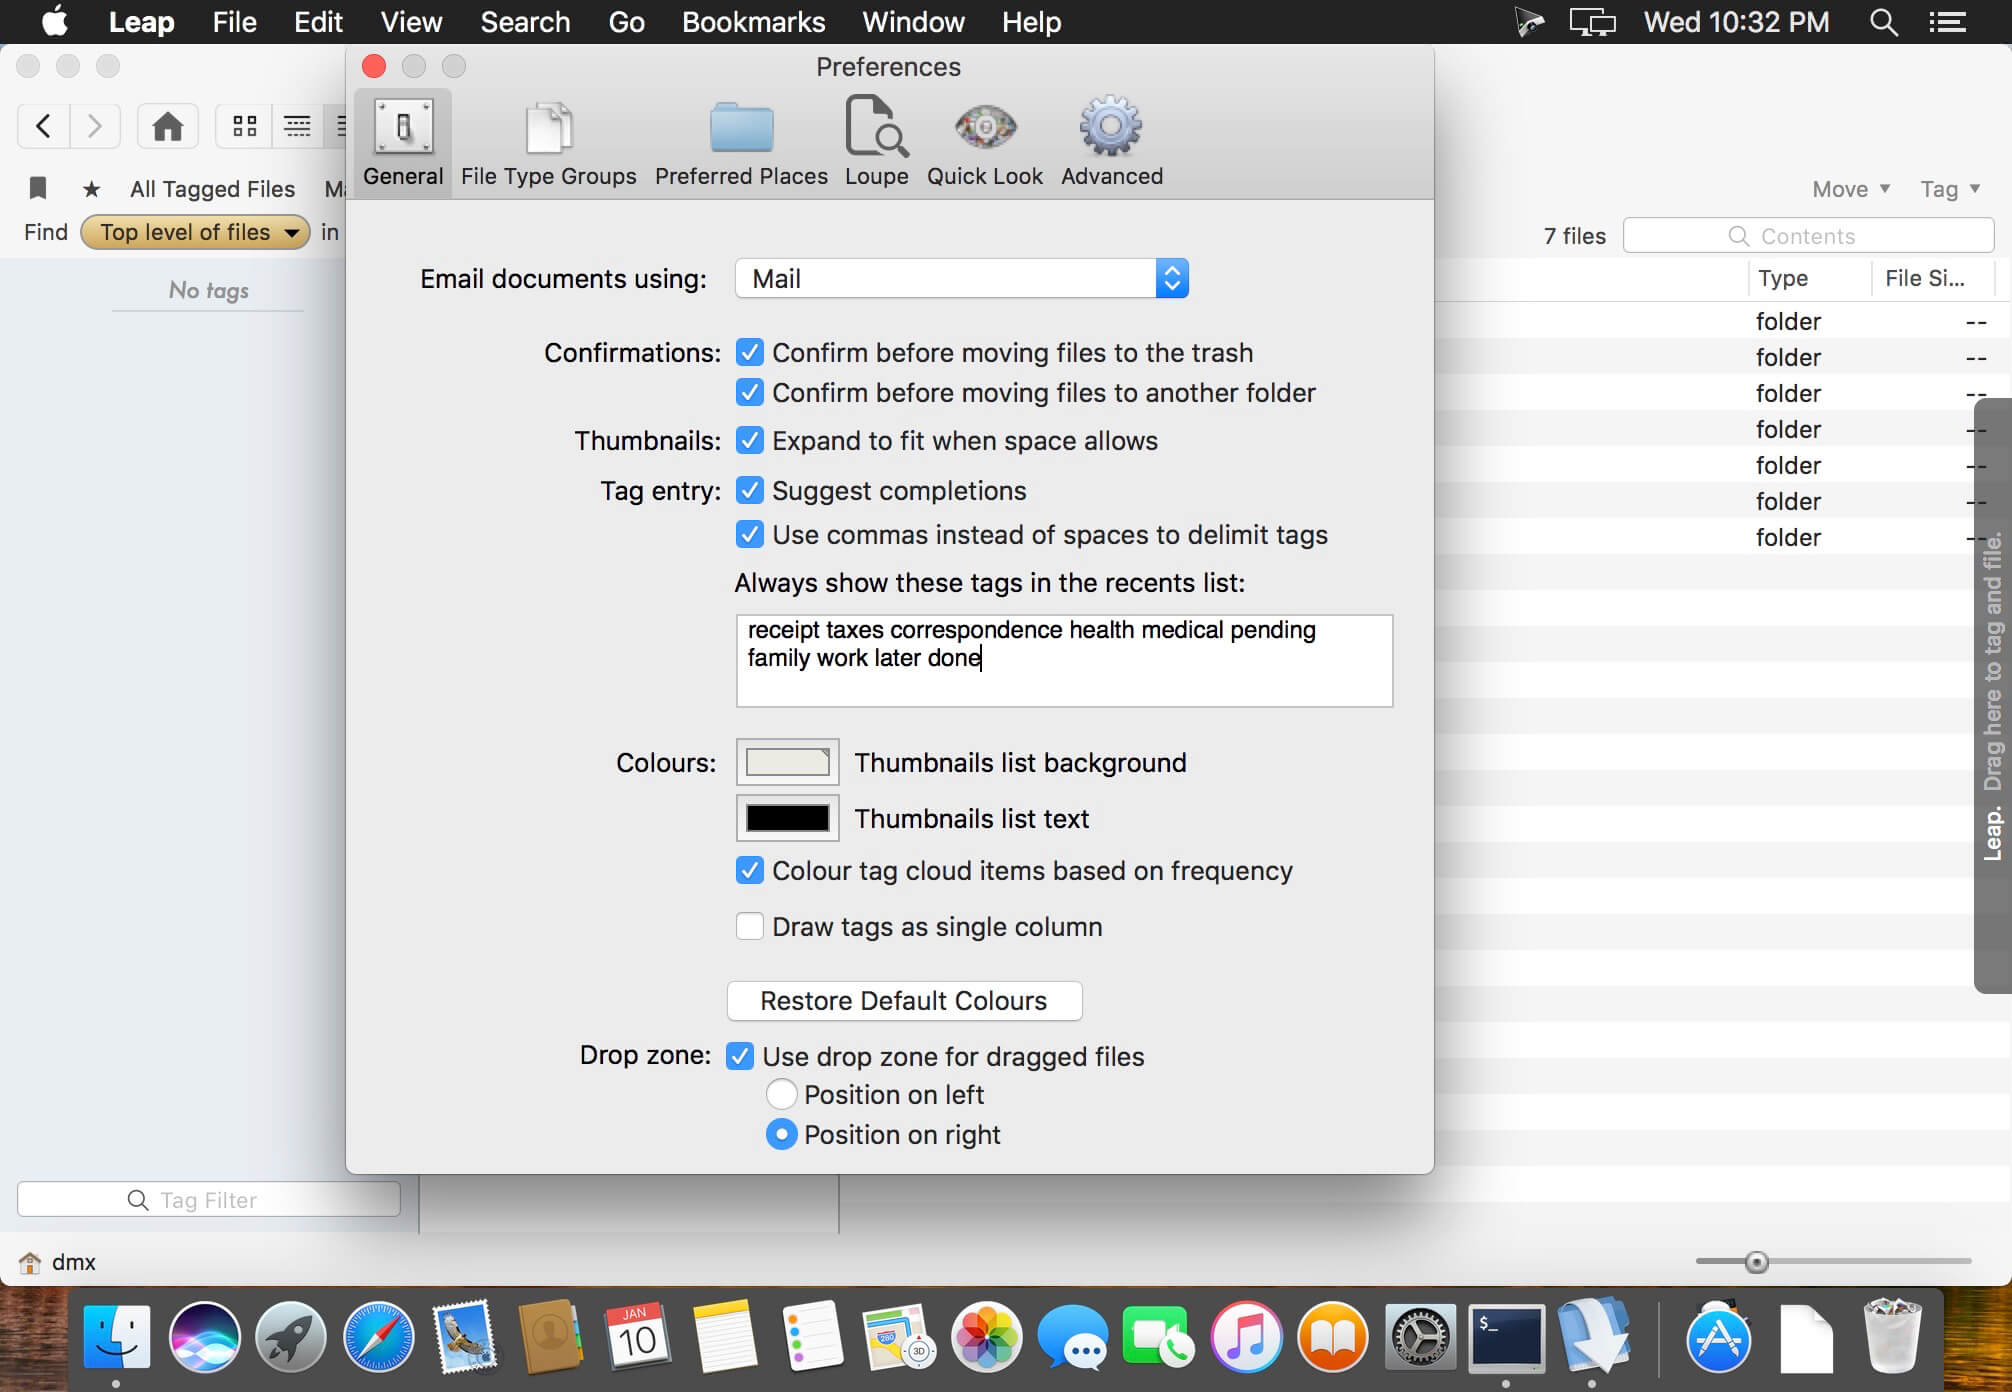 Leap File Edit View Search Go Bookmarks Window Help Wed 10:32 PM
Preferences
General File Type Groups Preferred Places Loupe Quick Look Advanced
All Tagged Files
Move Tag
Find Top level of files in
7 files Contents
No tags
Type File Si...
folder --
folder --
folder --
folder --
folder --
folder --
folder --
Email documents using: Mail
Confirmations: Confirm before moving files to the trash
Confirm before moving files to another folder
Thumbnails: Expand to fit when space allows
Tag entry: Suggest completions
Use commas instead of spaces to delimit tags
Always show these tags in the recents list:
receipt taxes correspondence health medical pending
family work later done
Colours: Thumbnails list background
Thumbnails list text
Colour tag cloud items based on frequency
Draw tags as single column
Restore Default Colours
Drop zone: Use drop zone for dragged files
Position on left
Position on right
Leap. Drag here to tag and file.
Tag Filter
dmx
JAN
10
280
3D
$_